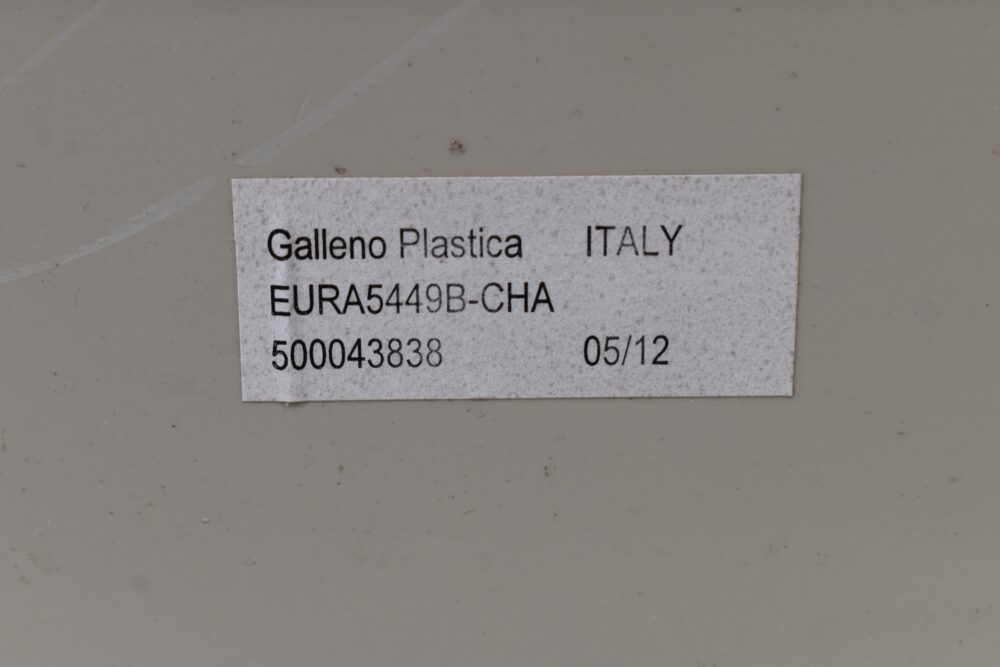 Galleno Plastica ITALY
EURA5449B-CHA
500043838 05/12